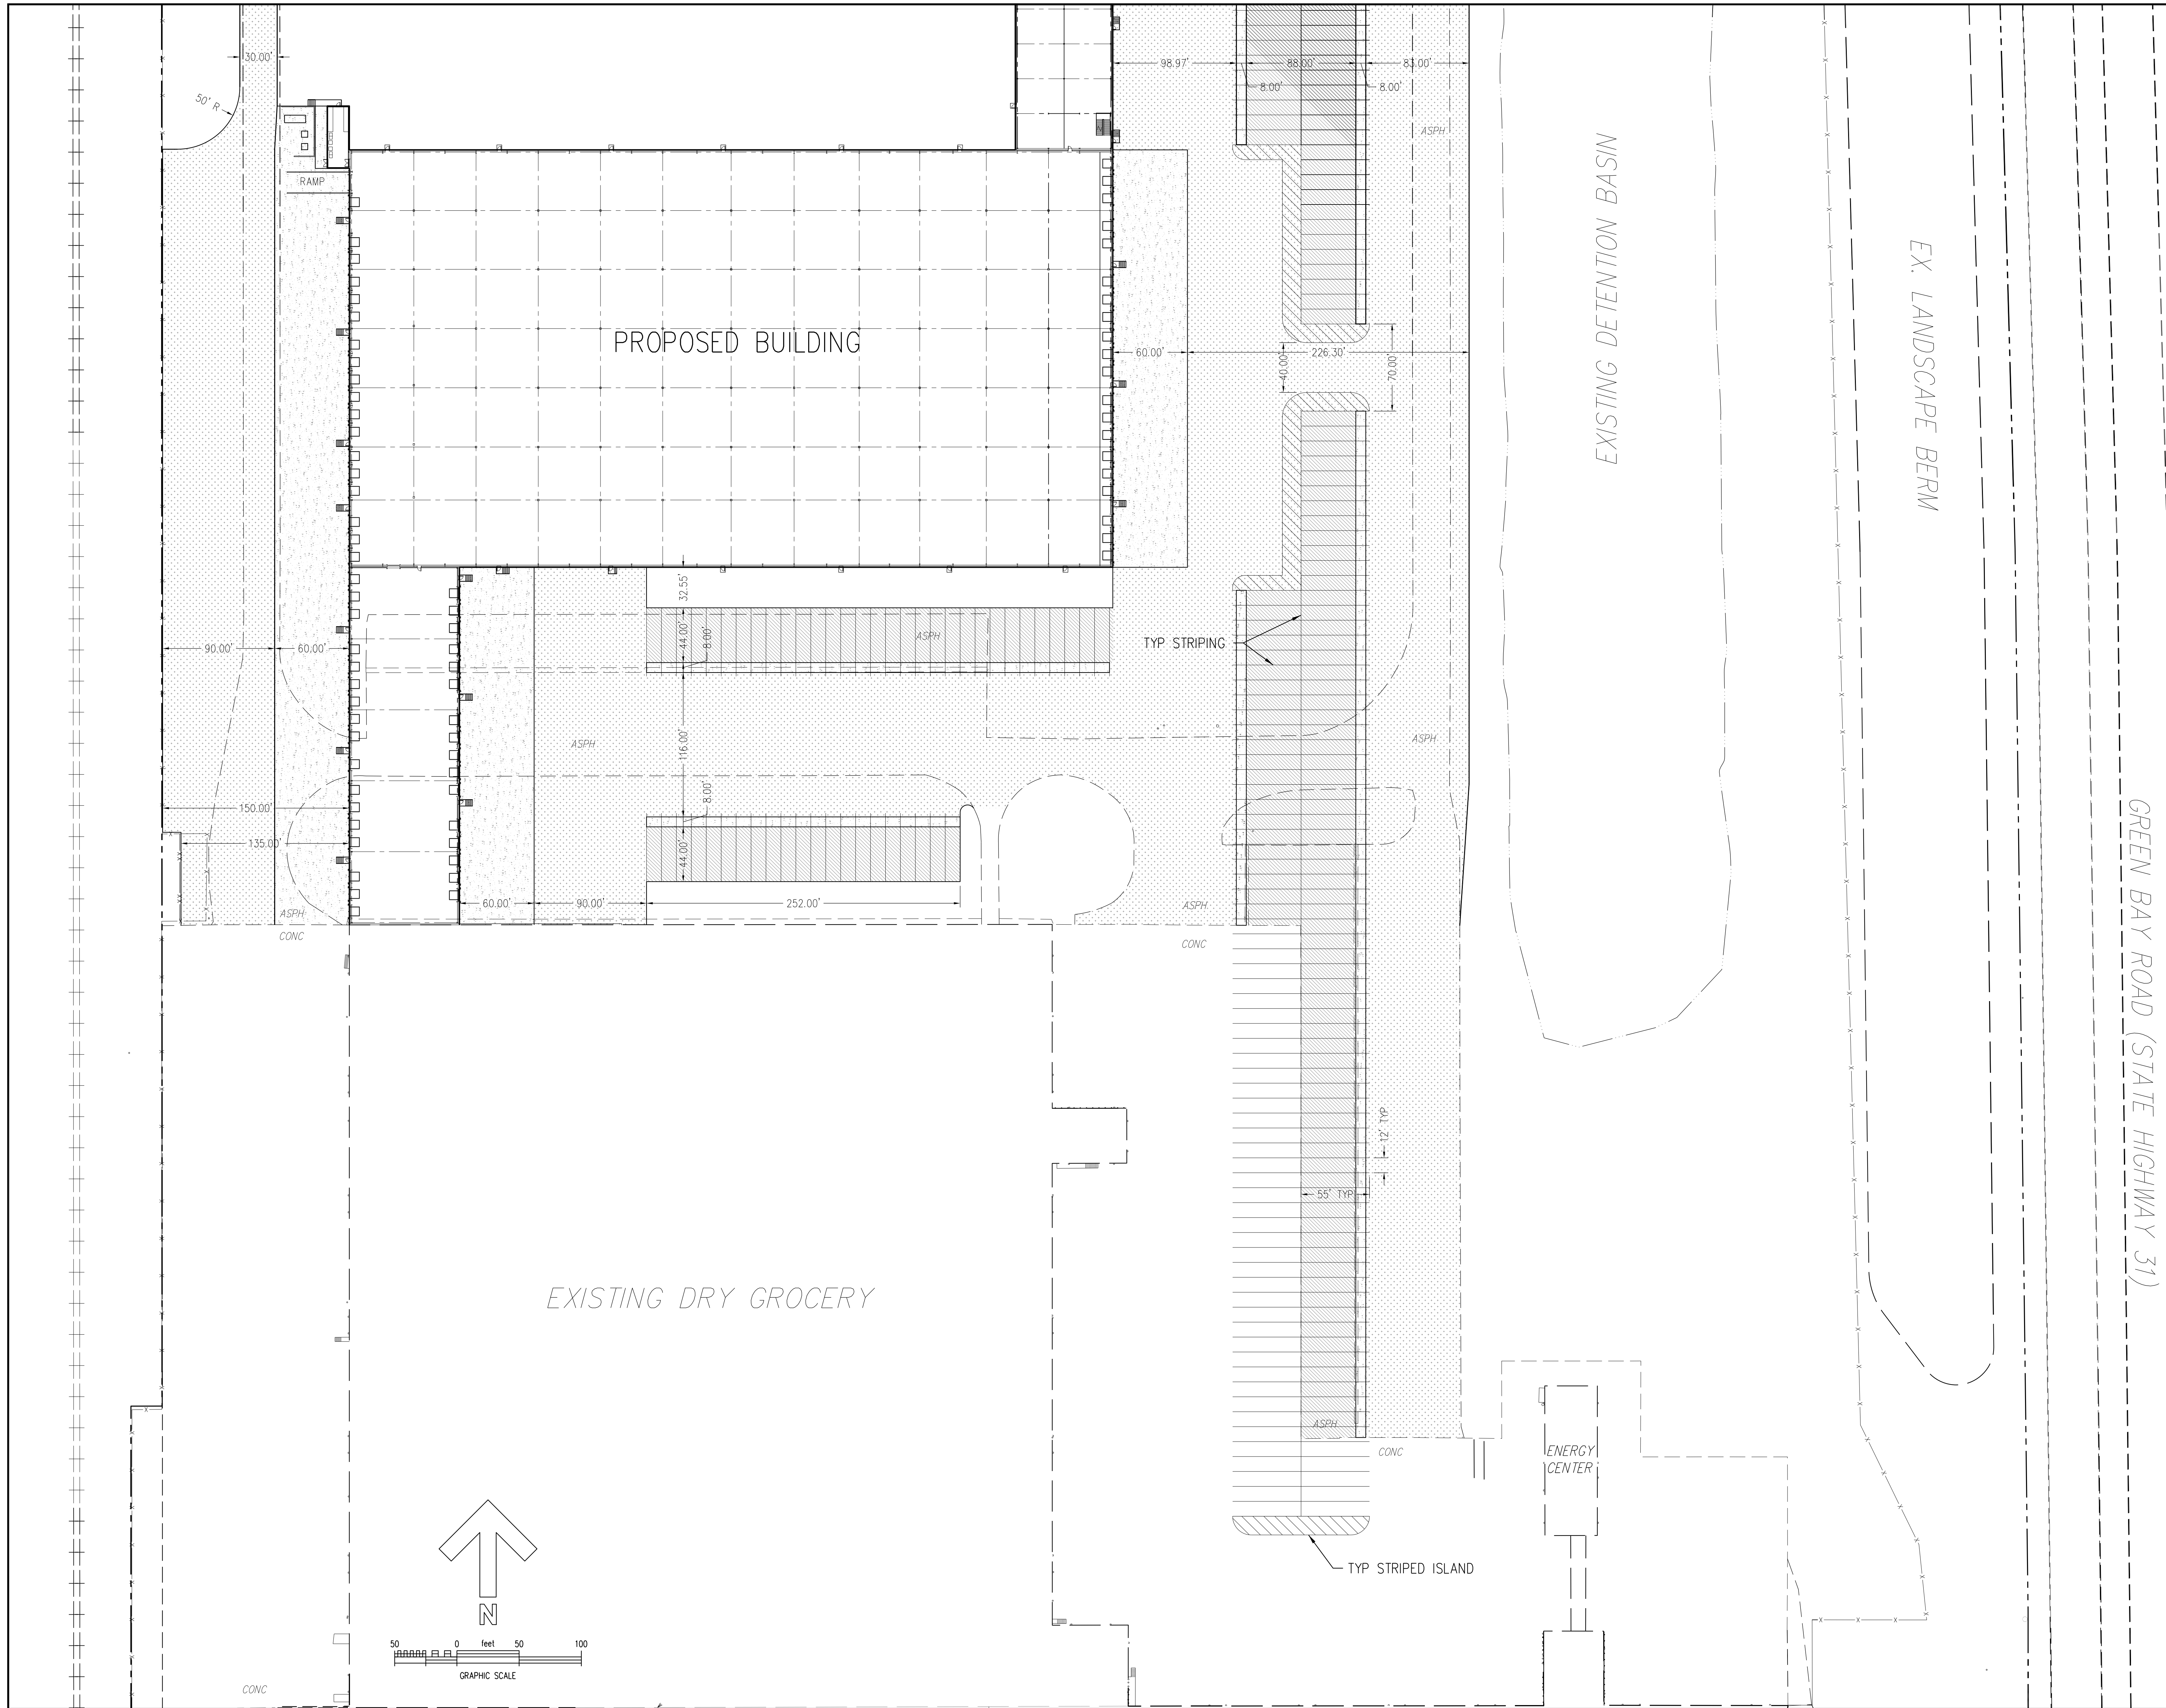 30.00'
98.97'
88.00'
83.00'
8.00'
8.00'
50' R
ASPH
RAMP
EXISTING DETENTION BASIN
EX. LANDSCAPE BERM
PROPOSED BUILDING
60.00'
226.30'
40.00'
70.00'
32.55'
44.00'
8.00'
ASPH
TYP STRIPING
90.00'
60.00'
ASPH
116.00'
ASPH
150.00'
8.00'
135.00'
44.00'
60.00'
90.00'
252.00'
ASPH
ASPH
CONC
CONC
GREEN BAY ROAD (STATE HIGHWAY 31)
12' TYP
55' TYP
EXISTING DRY GROCERY
ASPH
CONC
ENERGY
CENTER
TYP STRIPED ISLAND
N
50
0
feet
50
100
GRAPHIC SCALE
CONC